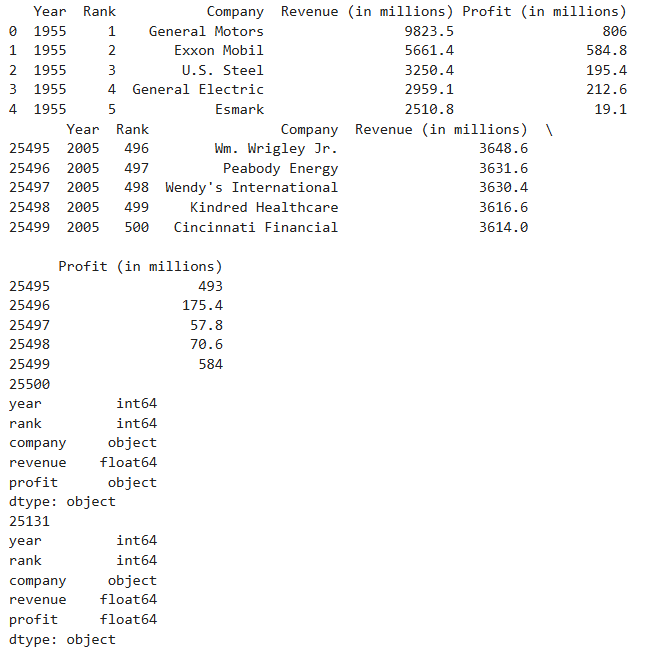 Year  Rank           Company  Revenue (in millions) Profit (in millions)
0  1955     1    General Motors                 9823.5                  806
1  1955     2       Exxon Mobil                 5661.4                584.8
2  1955     3        U.S. Steel                 3250.4                195.4
3  1955     4  General Electric                 2959.1                212.6
4  1955     5            Esmark                 2510.8                 19.1
       Year  Rank                Company  Revenue (in millions)  \
25495  2005   496        Wm. Wrigley Jr.                 3648.6
25496  2005   497         Peabody Energy                 3631.6
25497  2005   498  Wendy's International                 3630.4
25498  2005   499     Kindred Healthcare                 3616.6
25499  2005   500   Cincinnati Financial                 3614.0
      Profit (in millions)
25495                  493
25496                175.4
25497                 57.8
25498                 70.6
25499                  584
25500
year         int64
rank         int64
company     object
revenue    float64
profit      object
dtype: object
25131
year         int64
rank         int64
company     object
revenue    float64
profit     float64
dtype: object